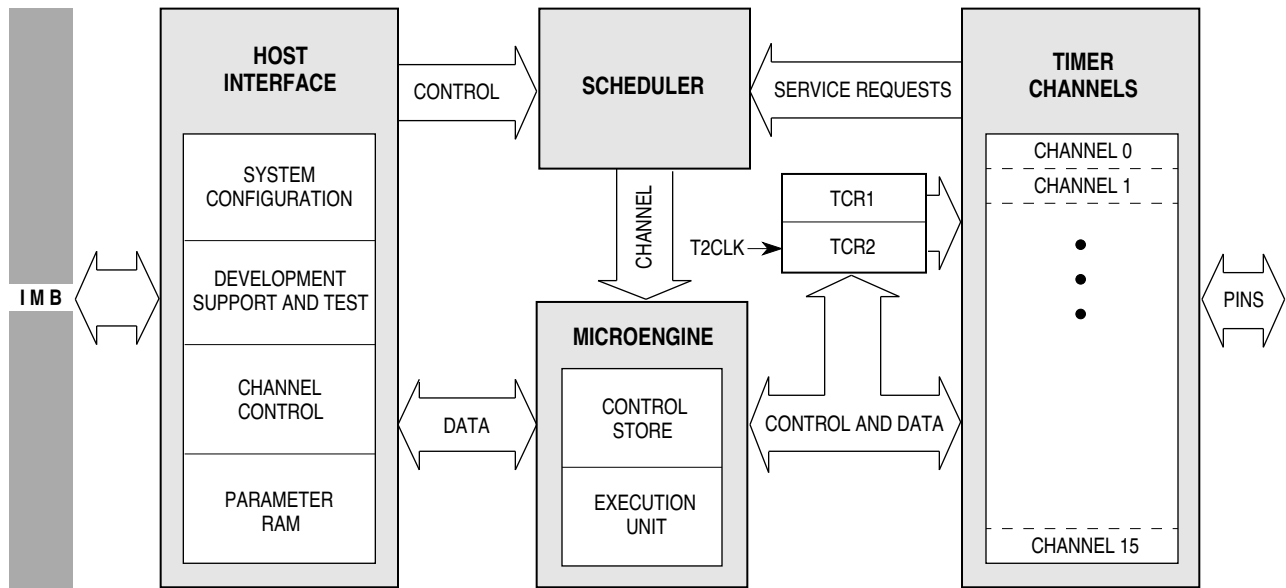 I M B
HOST
INTERFACE
SYSTEM
CONFIGURATION
DEVELOPMENT
SUPPORT AND TEST
CHANNEL
CONTROL
PARAMETER
RAM
CONTROL
DATA
SCHEDULER
CHANNEL
MICROENGINE
CONTROL
STORE
EXECUTION
UNIT
SERVICE REQUESTS
TCR1
T2CLK
TCR2
CONTROL AND DATA
TIMER
CHANNELS
CHANNEL 0
CHANNEL 1
CHANNEL 15
PINS